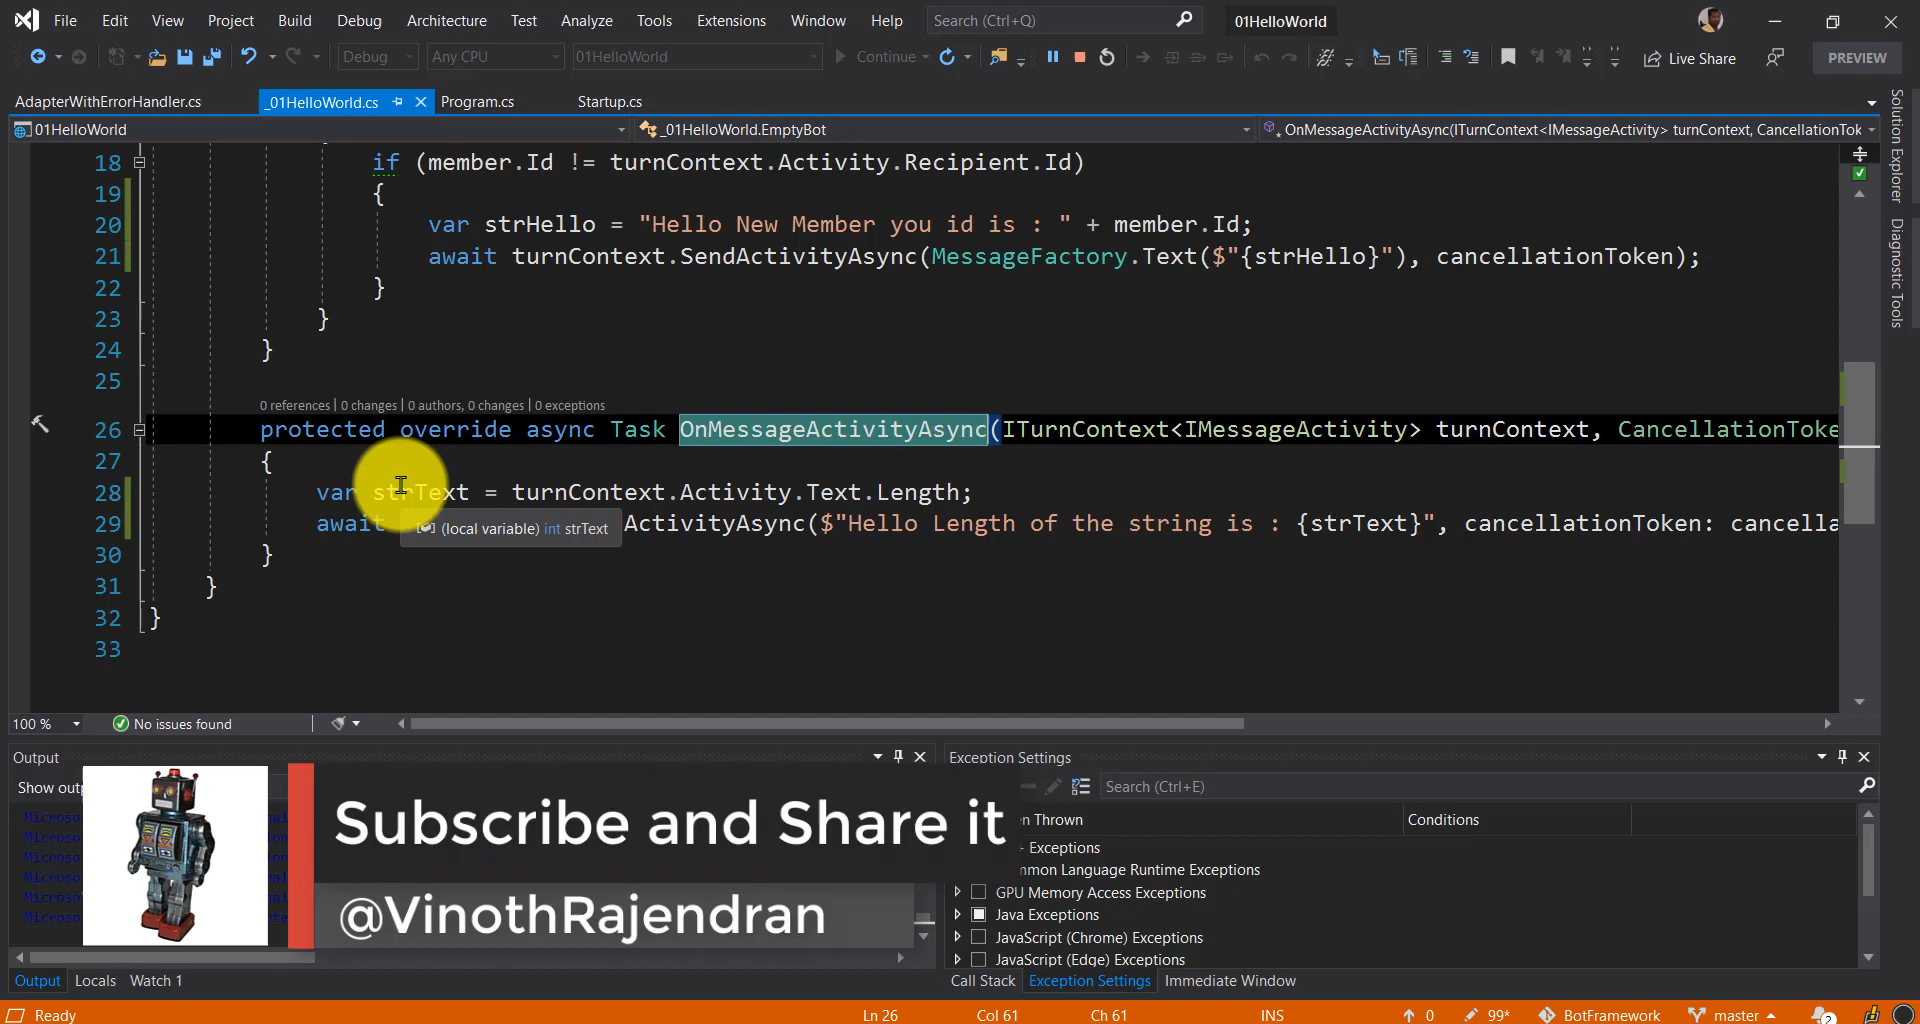 File Edit View Project Build Debug Architecture Test Analyze Tools Extensions Window Help Search (Ctrl+Q) 01HelloWorld
Debug Any CPU 01HelloWorld Continue Live Share PREVIEW
AdapterWithErrorHandler.cs _01HelloWorld.cs Program.cs Startup.cs
01HelloWorld _01HelloWorld.EmptyBot OnMessageActivityAsync(ITurnContext<IMessageActivity> turnContext, CancellationTok
Solution Explorer
Diagnostic Tools
18 if (member.Id != turnContext.Activity.Recipient.Id)
19 {
20 var strHello = "Hello New Member you id is : " + member.Id;
21 await turnContext.SendActivityAsync(MessageFactory.Text($"{strHello}"), cancellationToken);
22 }
23 }
24 }
25
0 references | 0 changes | 0 authors, 0 changes | 0 exceptions
26 protected override async Task OnMessageActivityAsync(ITurnContext<IMessageActivity> turnContext, CancellationToke
27 {
28 var strText = turnContext.Activity.Text.Length;
29 await ActivityAsync($"Hello Length of the string is : {strText}", cancellationToken: cancella
(local variable) int strText
30 }
31 }
32 }
33
100 % No issues found
Output
Show outp
Subscribe and Share it
@VinothRajendran
Exception Settings
Search (Ctrl+E)
n Thrown Conditions
+ Exceptions
mmon Language Runtime Exceptions
GPU Memory Access Exceptions
Java Exceptions
JavaScript (Chrome) Exceptions
JavaScript (Edge) Exceptions
Output Locals Watch 1
Call Stack Exception Settings Immediate Window
Ready Ln 26 Col 61 Ch 61 INS 0 99* BotFramework master 2